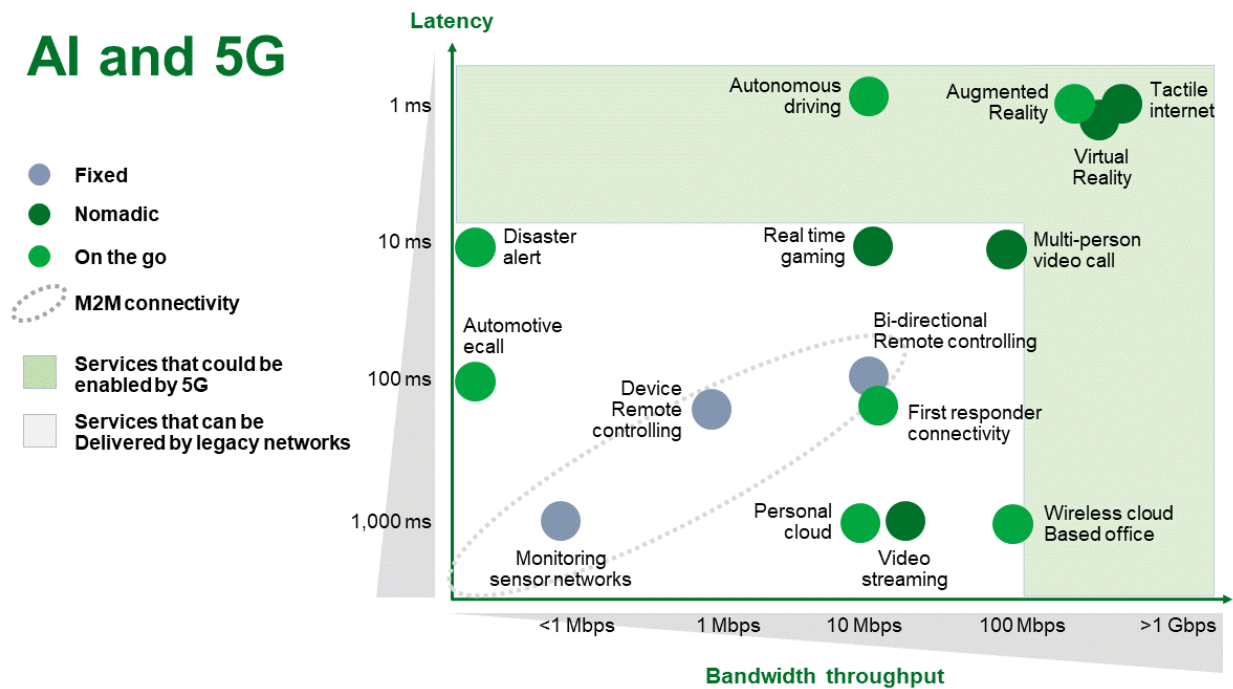 AI and 5G
Fixed
Nomadic
On the go
M2M connectivity
Services that could be
enabled by 5G
Services that can be
Delivered by legacy networks
Latency
1 ms
10 ms
100 ms
1,000 ms
Autonomous
driving
Augmented
Reality
Tactile
internet
Virtual
Reality
Disaster
alert
Real time
gaming
Multi-person
video call
Automotive
ecall
Bi-directional
Remote controlling
Device
Remote
controlling
First responder
connectivity
Monitoring
sensor networks
Personal
cloud
Video
streaming
Wireless cloud
Based office
<1 Mbps
1 Mbps
10 Mbps
100 Mbps
>1 Gbps
Bandwidth throughput